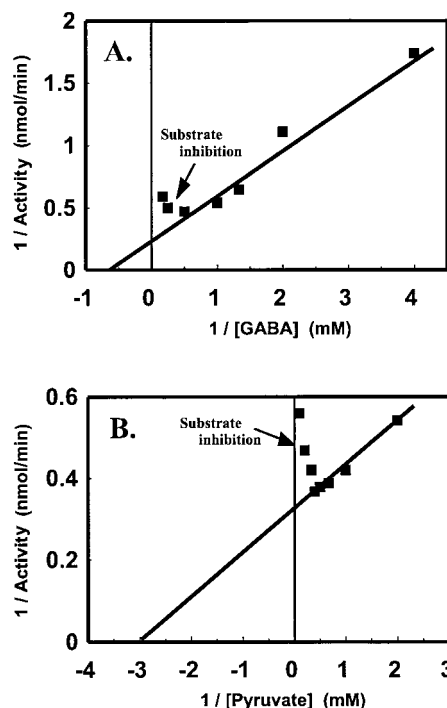 2
A.
1.5
Substrate
inhibition
1
0.5
0
-1 0 1 2 3 4
1 / [GABA] (mM)
1 / Activity (nmol/min)
0.6
B.
Substrate
inhibition
0.4
0.2
0
-4 -3 -2 -1 0 1 2 3
1 / [Pyruvate] (mM)
1 / Activity (nmol/min)